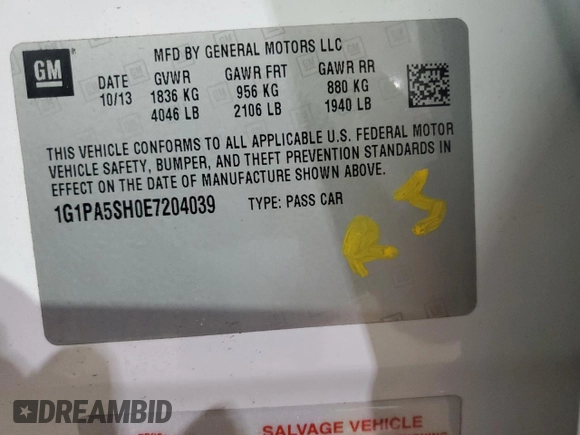 GM
MFD BY GENERAL MOTORS LLC
DATE GVWR GAWR FRT GAWR RR
10/13 1836 KG 956 KG 880 KG
4046 LB 2106 LB 1940 LB
THIS VEHICLE CONFORMS TO ALL APPLICABLE U.S. FEDERAL MOTOR
VEHICLE SAFETY, BUMPER, AND THEFT PREVENTION STANDARDS IN
EFFECT ON THE DATE OF MANUFACTURE SHOWN ABOVE.
1G1PA5SH0E7204039 TYPE: PASS CAR
R5
SALVAGE VEHICLE
DREAMBID